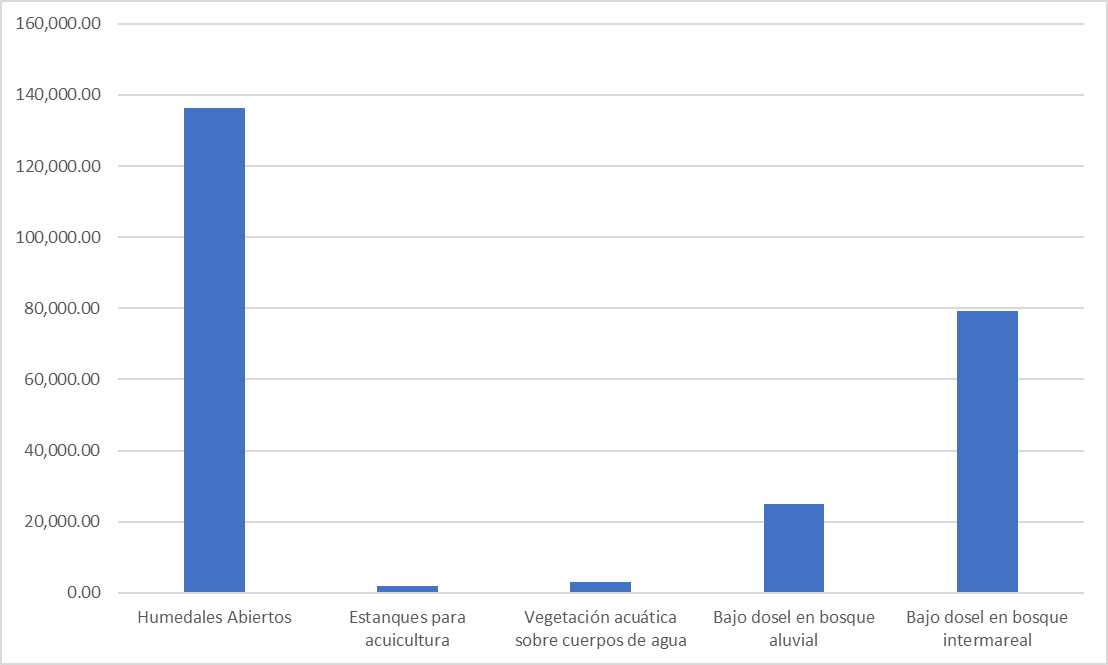 160,000.00
140,000.00
120,000.00
100,000.00
80,000.00
60,000.00
40,000.00
20,000.00
0.00
Humedales Abiertos
Estanques para
acuicultura
Vegetación acuática
sobre cuerpos de agua
Bajo dosel en bosque
aluvial
Bajo dosel en bosque
intermareal